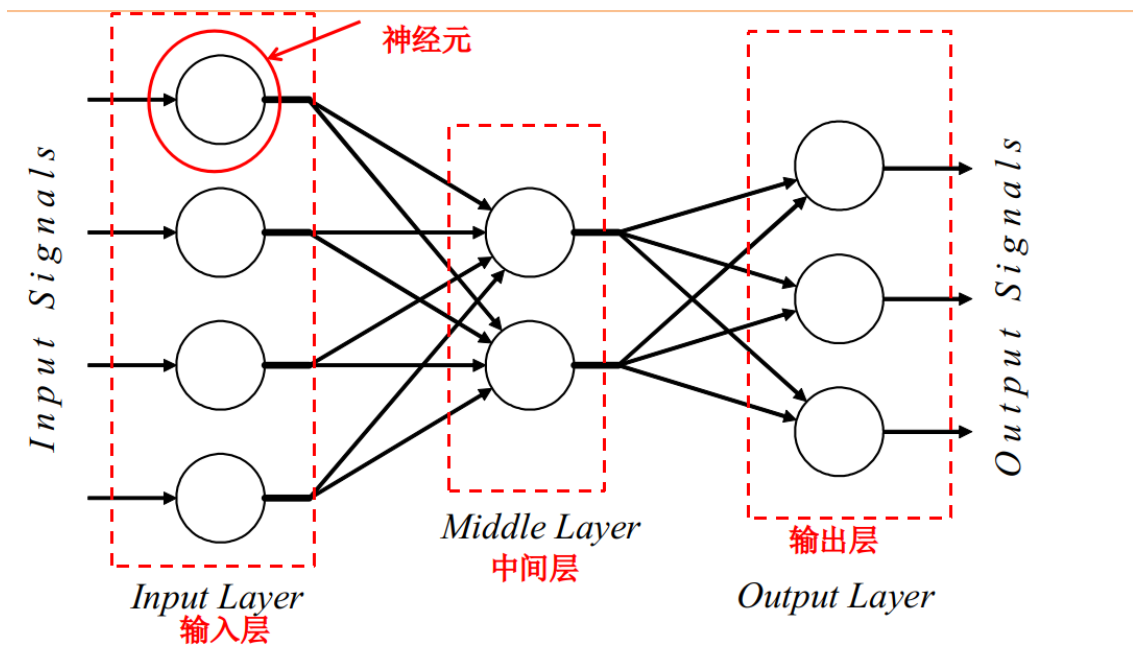 神经元
Input Signals
Output Signals
Middle Layer
中间层
输出层
Input Layer
输入层
Output Layer